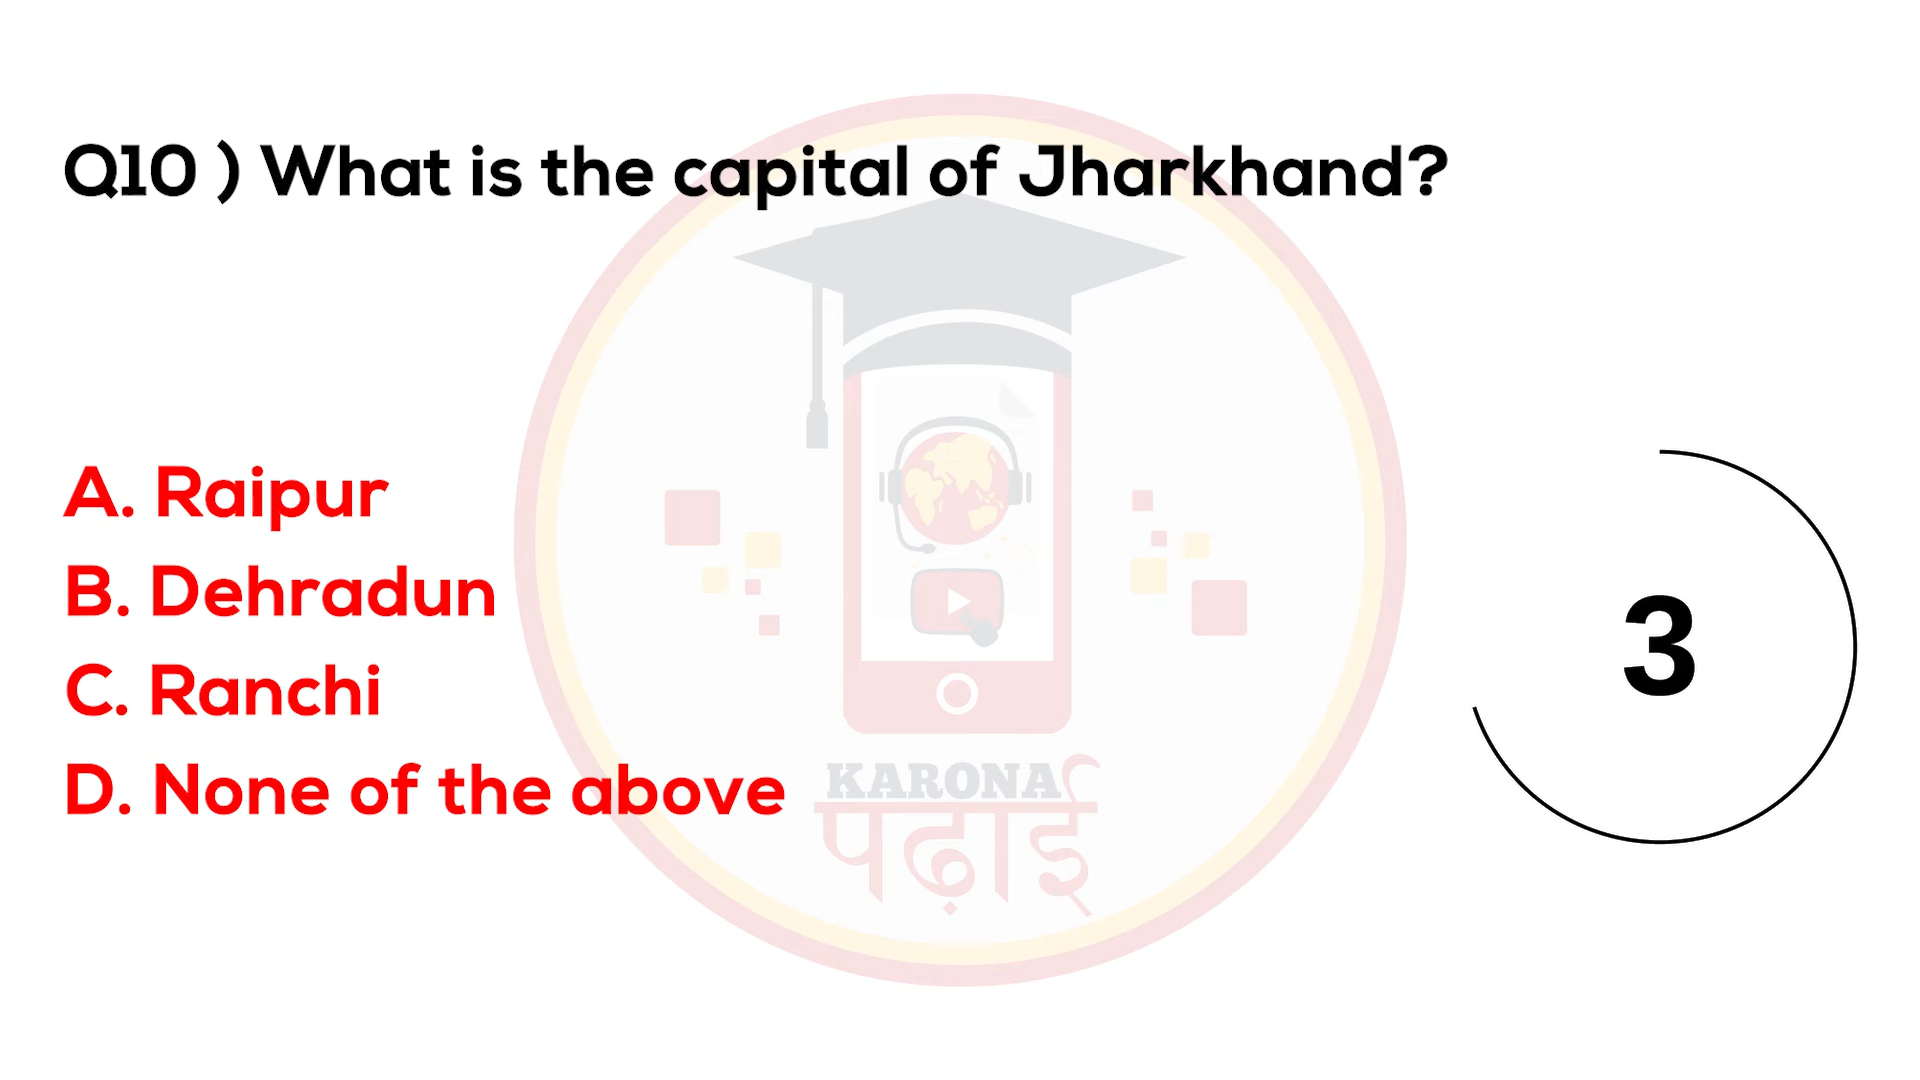 Q10 ) What is the capital of Jharkhand?
A. Raipur
B. Dehradun
C. Ranchi
D. None of the above
3
KARONA
पढ़ाई